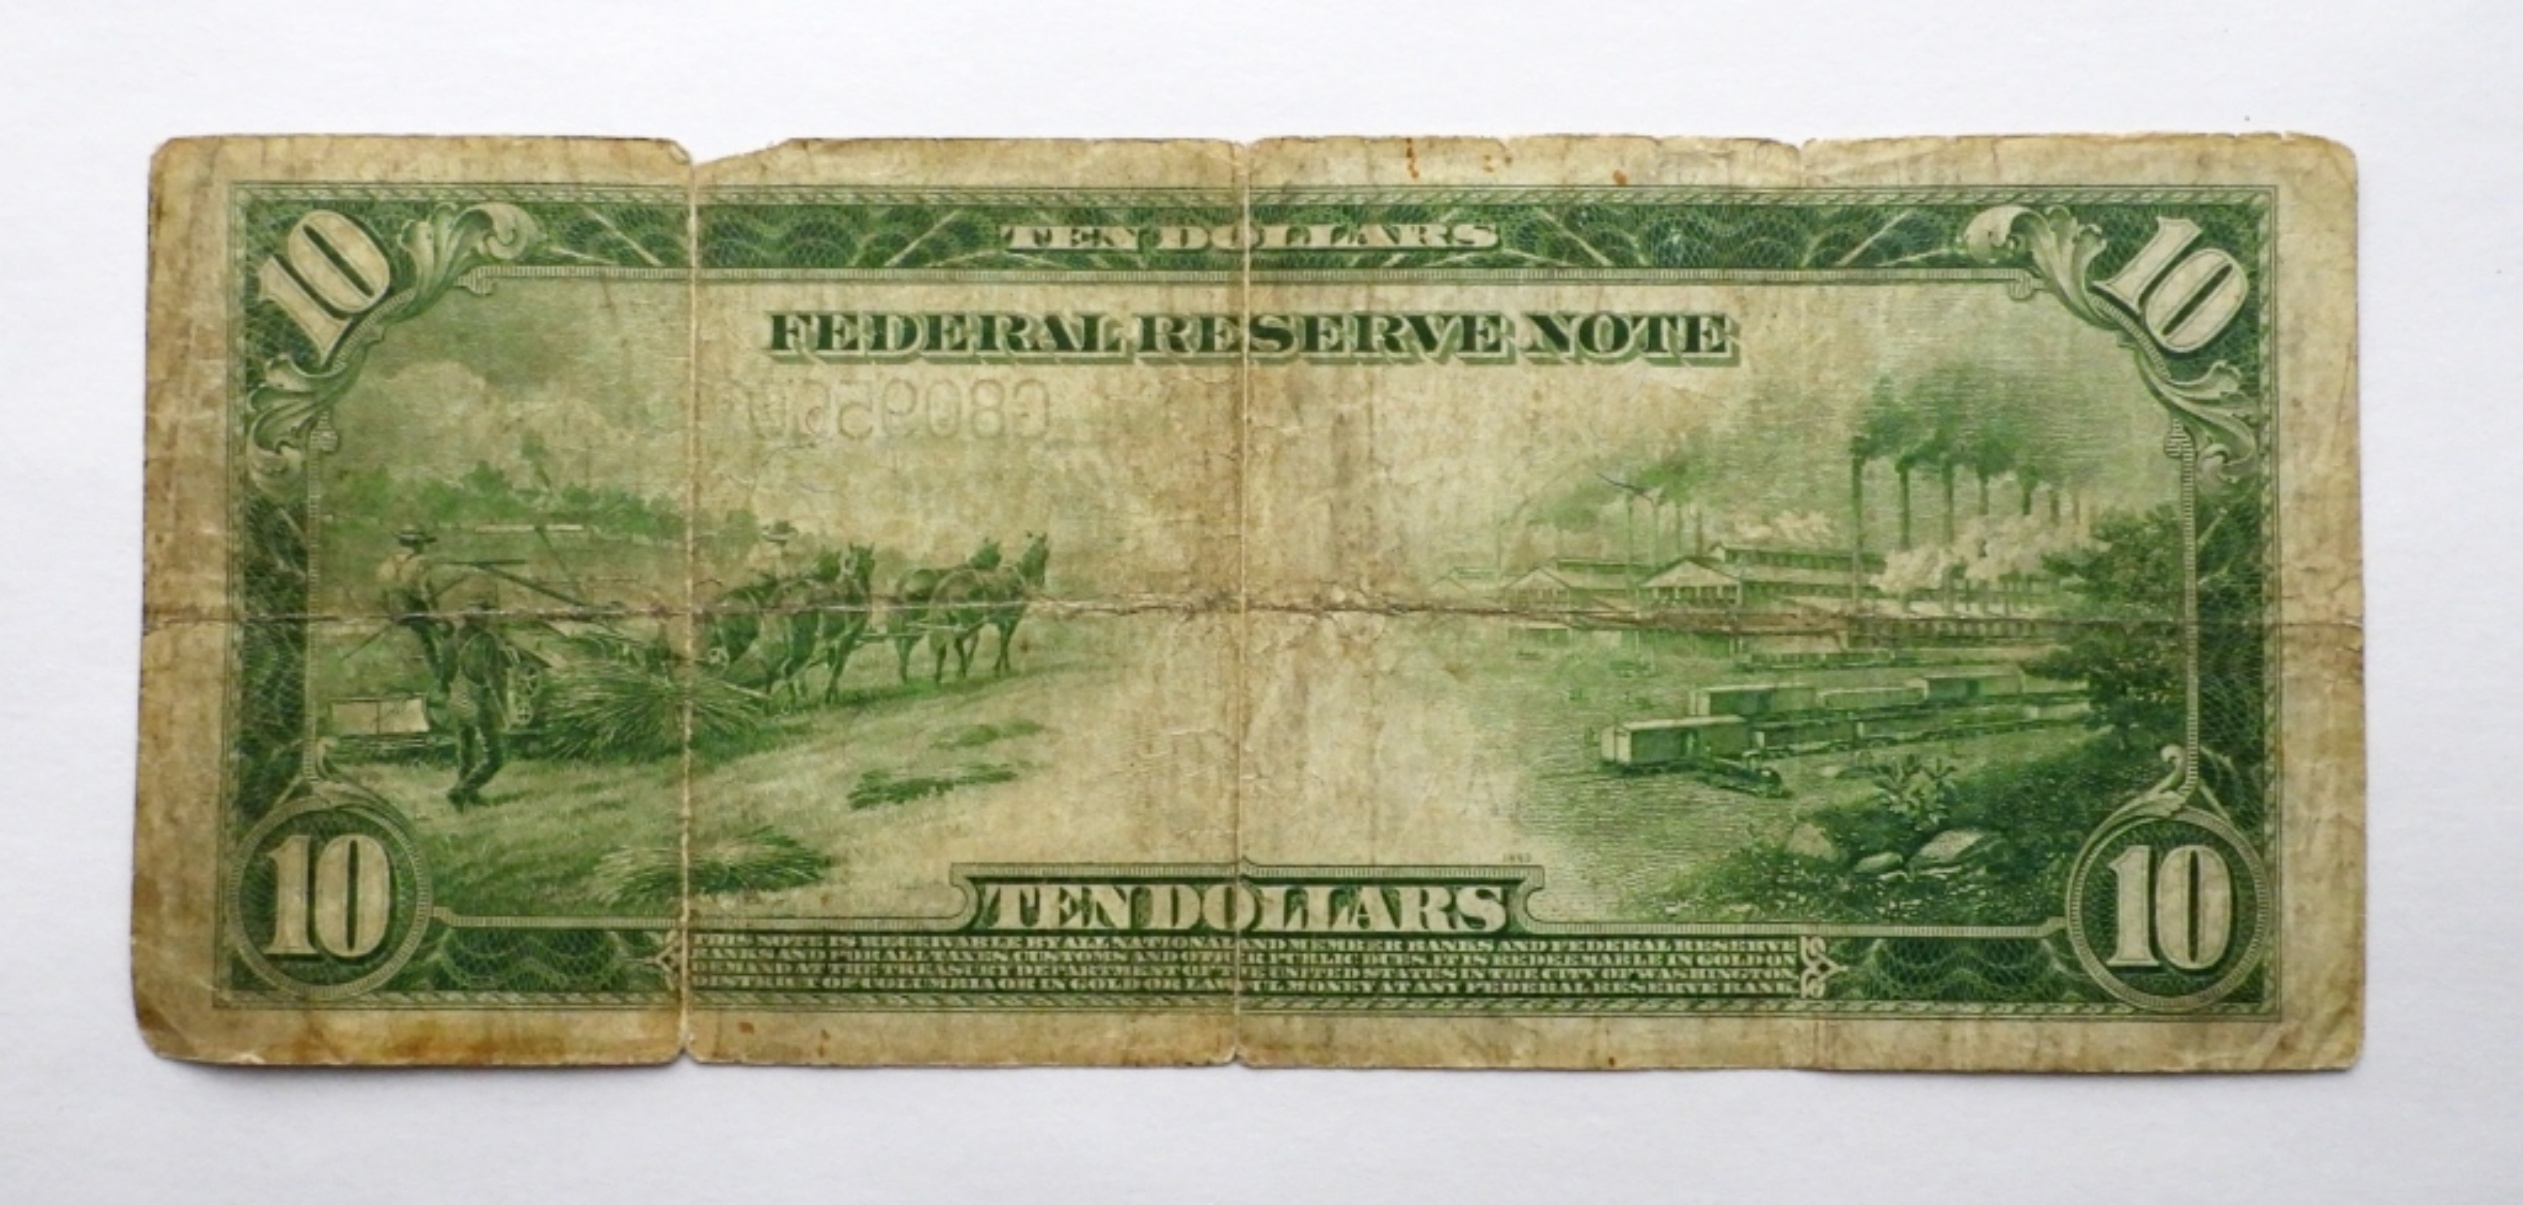 10 TEN DOLLARS 10
FEDERAL RESERVE NOTE
10 TEN DOLLARS 10
THIS NOTE IS RECEIVABLE BY ALL NATIONAL AND MEMBER BANKS AND FEDERAL RESERVE
BANKS AND FOR ALL TAXES, CUSTOMS AND OTHER PUBLIC DUES. IT IS REDEEMABLE IN GOLD ON
DEMAND AT THE TREASURY DEPARTMENT OF THE UNITED STATES IN THE CITY OF WASHINGTON,
DISTRICT OF COLUMBIA OR IN GOLD OR LAWFUL MONEY AT ANY FEDERAL RESERVE BANK.